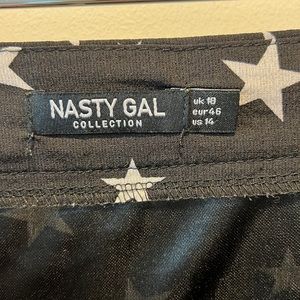 NASTY GAL
COLLECTION
uk 18
eur 46
us 14